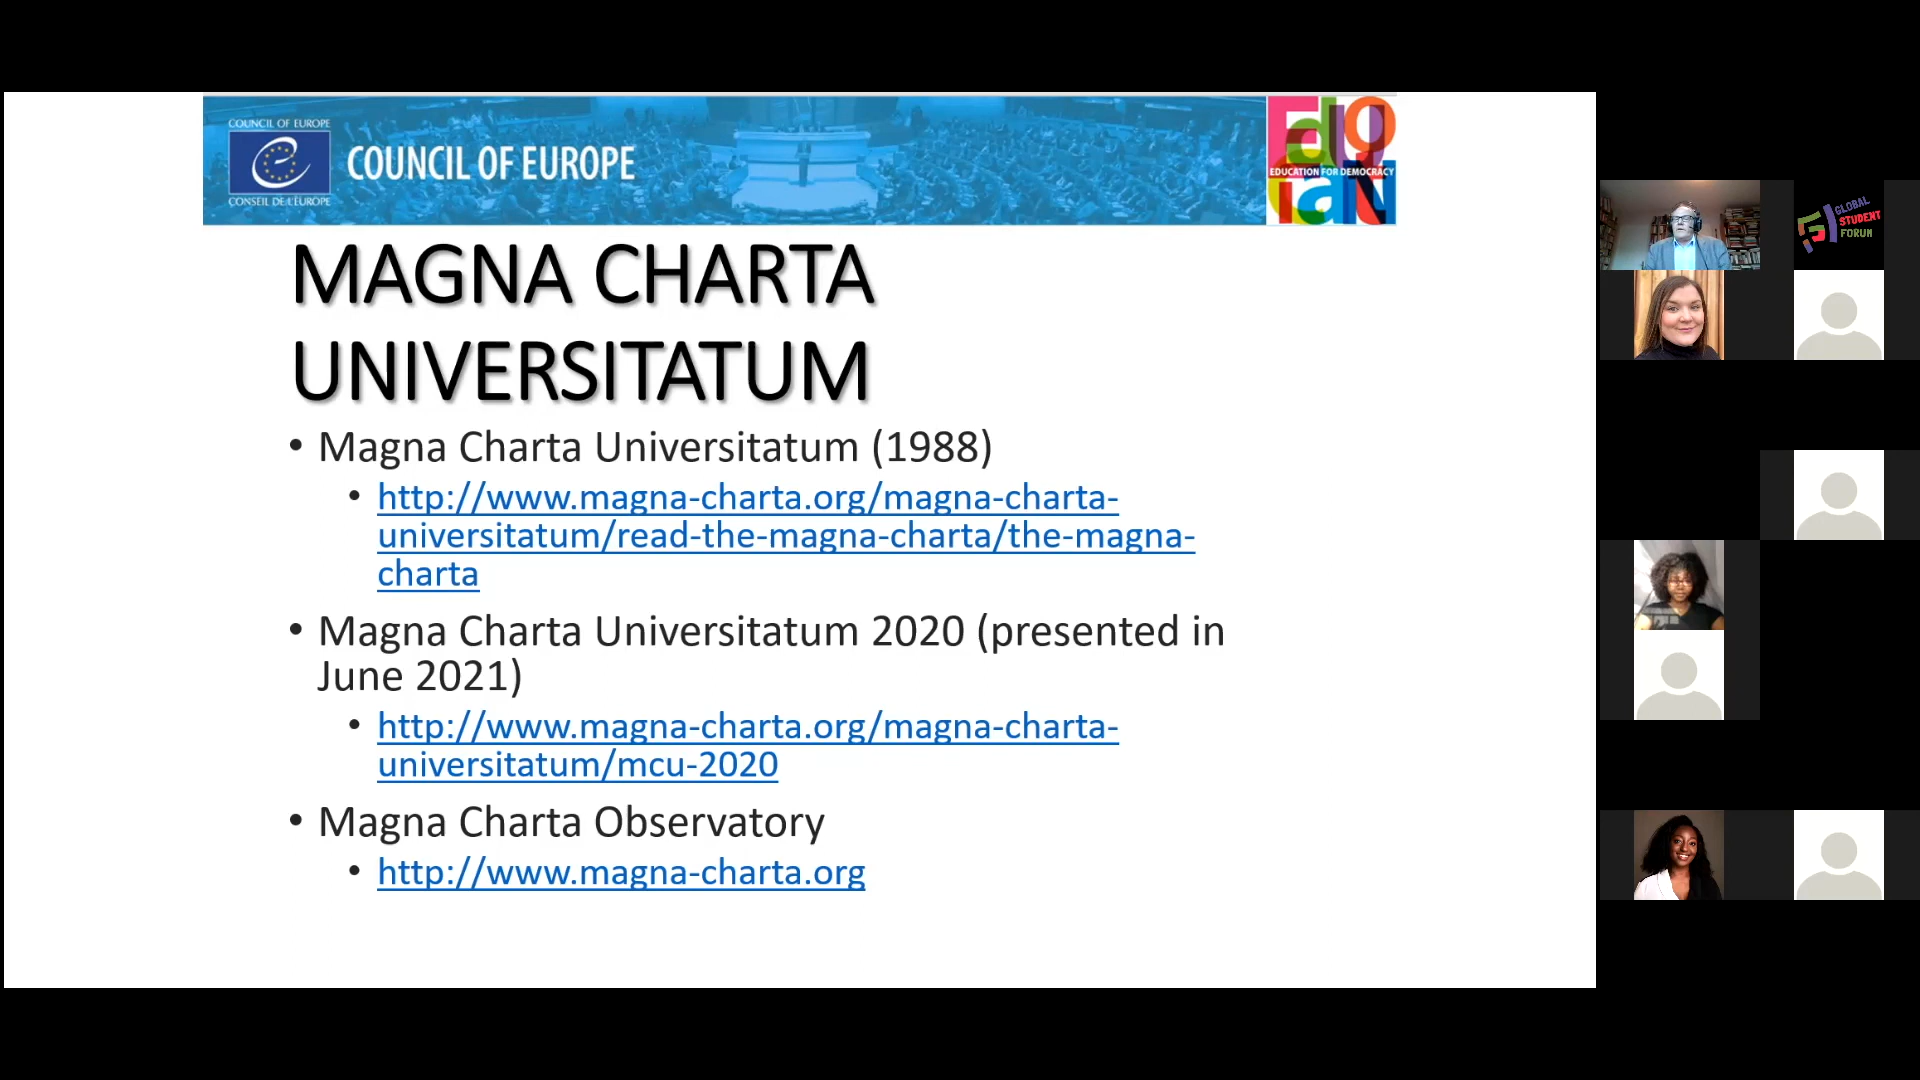 COUNCIL OF EUROPE
COUNCIL OF EUROPE
CONSEIL DE L'EUROPE
EDUCATION FOR DEMOCRACY
MAGNA CHARTA
UNIVERSITATUM
• Magna Charta Universitatum (1988)
• http://www.magna-charta.org/magna-charta-
universitatum/read-the-magna-charta/the-magna-
charta
• Magna Charta Universitatum 2020 (presented in
June 2021)
• http://www.magna-charta.org/magna-charta-
universitatum/mcu-2020
• Magna Charta Observatory
• http://www.magna-charta.org
GLOBAL
STUDENT
FORUM